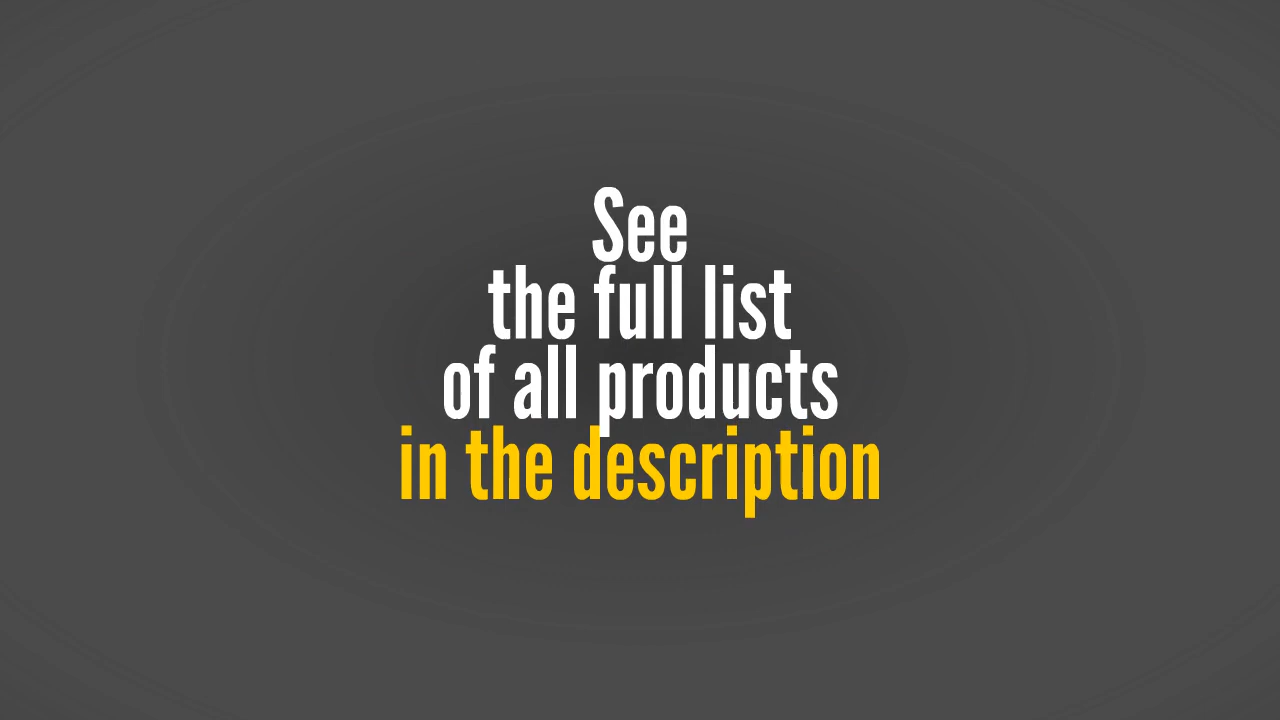 See
the full list
of all products
in the description